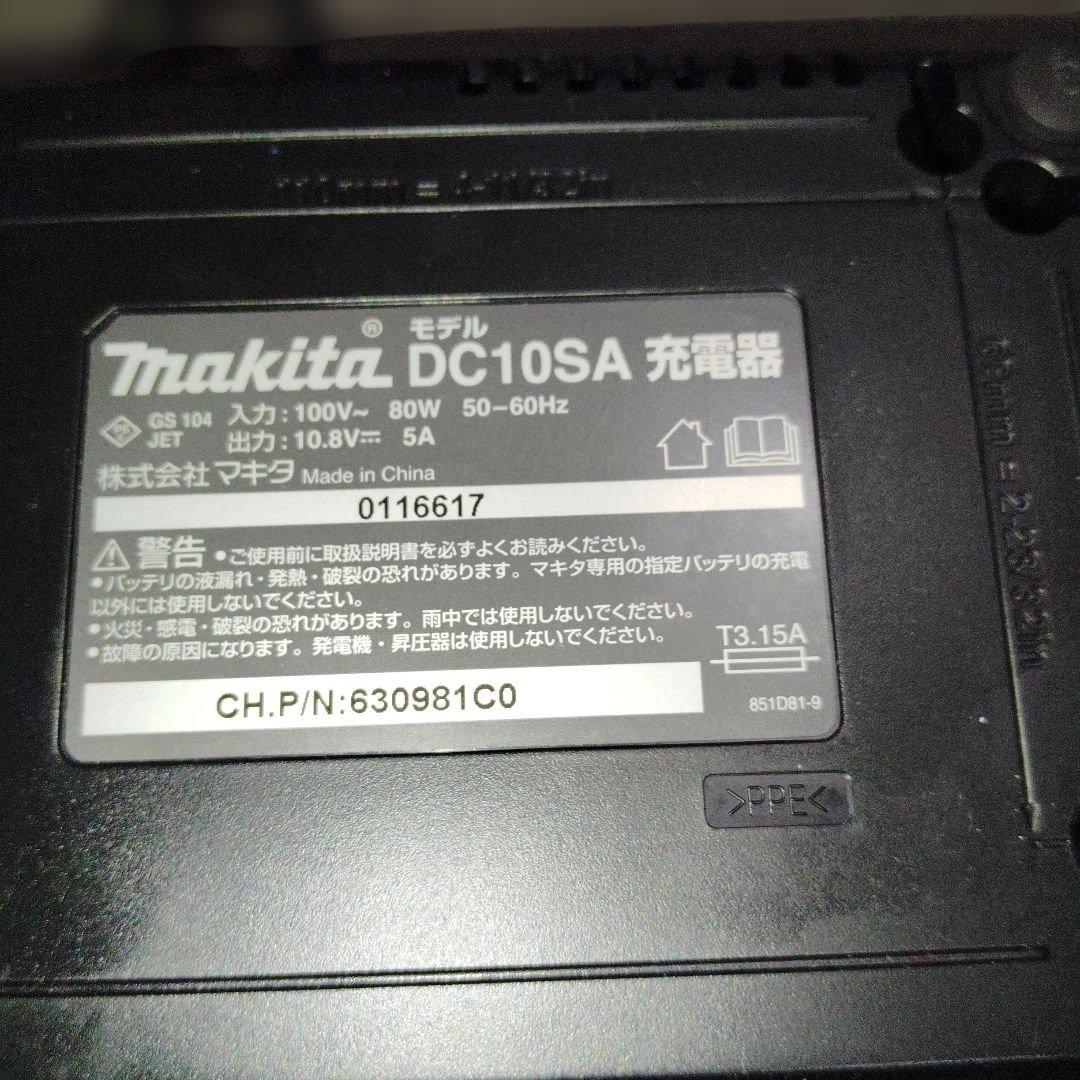 モデル
makita® DC10SA 充電器
GS 104
JET
入力：100V~ 80W 50-60Hz
出力：10.8V⎓ 5A
株式会社マキタ Made in China
0116617
警告 ●ご使用前に取扱説明書を必ずよくお読みください。
●バッテリの液漏れ・発熱・破裂の恐れがあります。マキタ専用の指定バッテリの充電
以外には使用しないでください。
●火災・感電・破裂の恐れがあります。雨中では使用しないでください。
●故障の原因になります。発電機・昇圧器は使用しないでください。
T3.15A
CH.P/N:630981C0
851D81-9
>PPE<